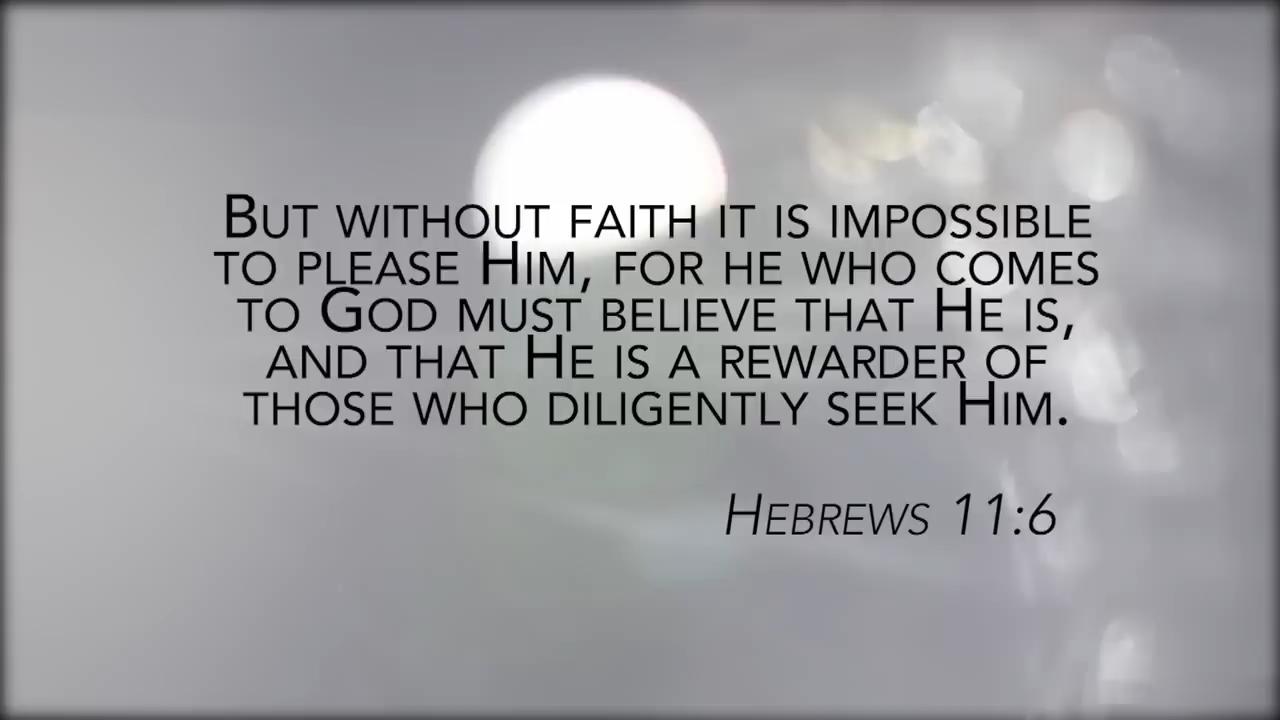 But without faith it is impossible
to please Him, for he who comes
to God must believe that He is,
and that He is a rewarder of
those who diligently seek Him.
Hebrews 11:6